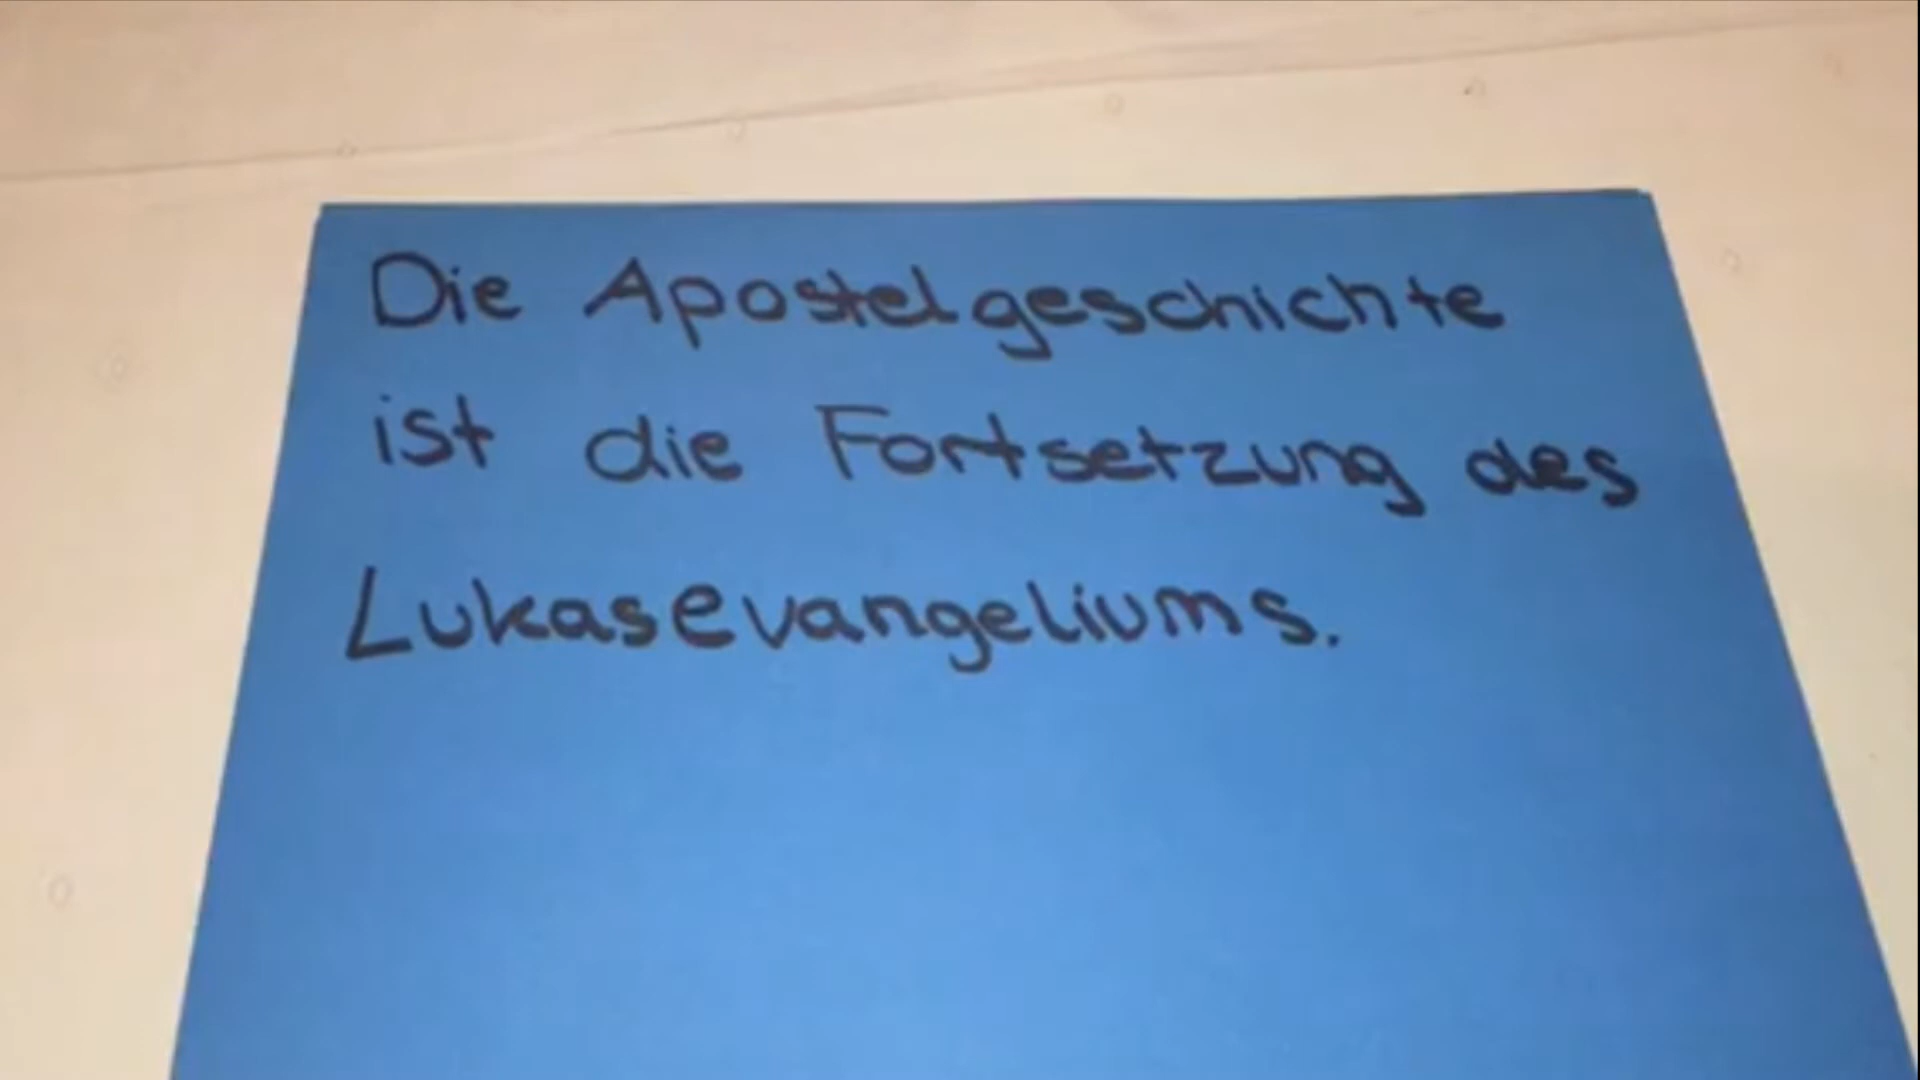 Die Apostelgeschichte
ist die Fortsetzung des
Lukasevangeliums.